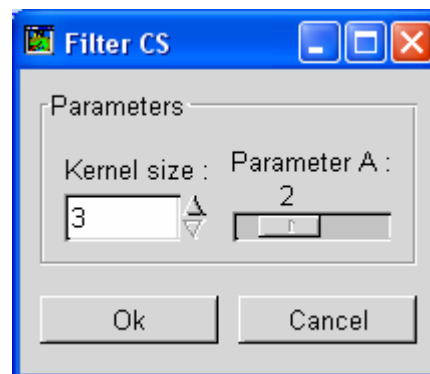 Filter CS
Parameters
Kernel size :
Parameter A :
2
3
Ok
Cancel